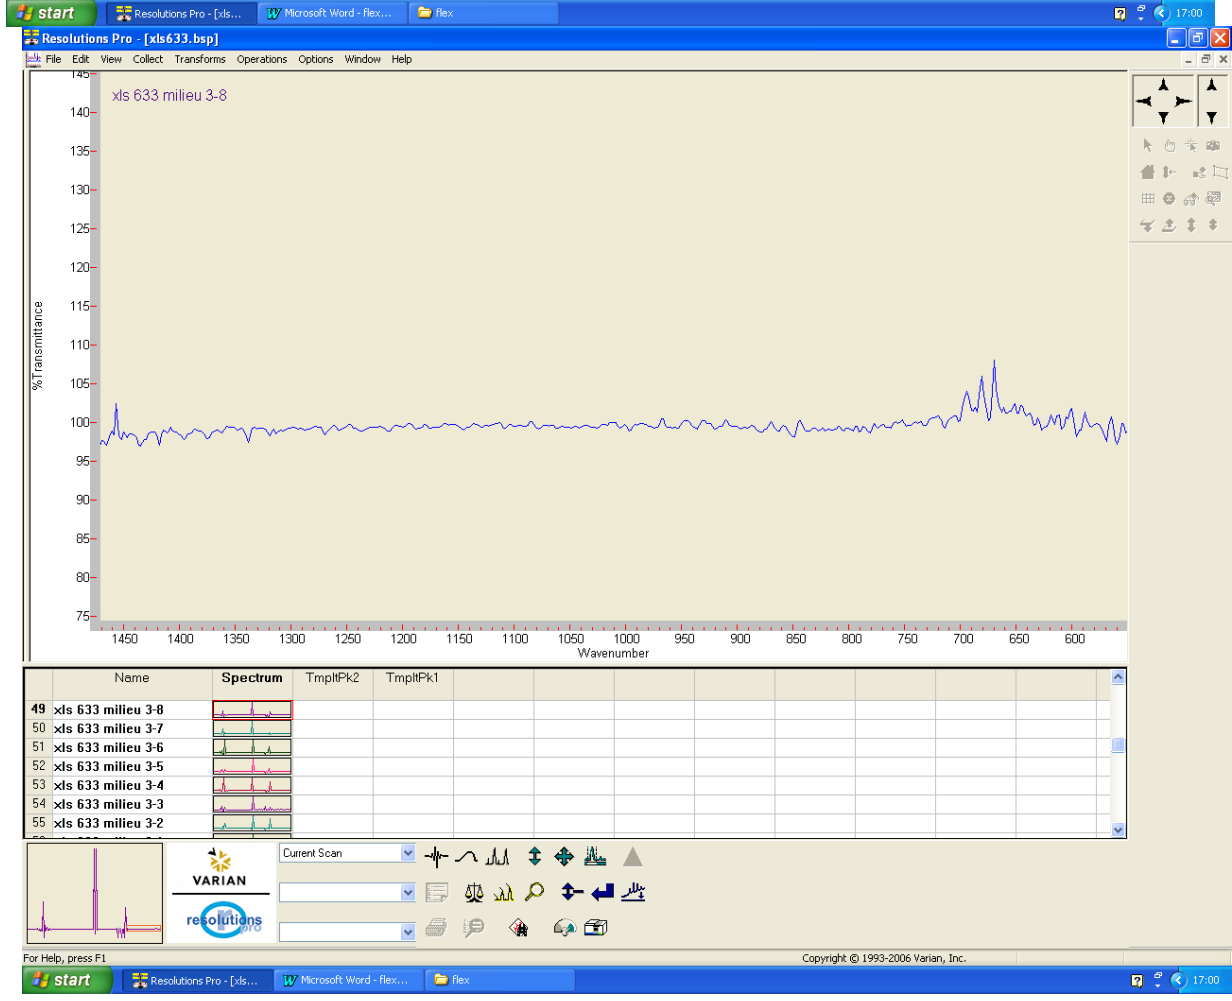 start Resolutions Pro - [xls... Microsoft Word - flex... flex 17:00
Resolutions Pro - [xls633.bsp]
File Edit View Collect Transforms Operations Options Window Help
xls 633 milieu 3-8
145
140
135
130
125
120
115
110
105
100
95
90
85
80
75
%Transmittance
1450 1400 1350 1300 1250 1200 1150 1100 1050 1000 950 900 850 800 750 700 650 600
Wavenumber
Name Spectrum TmpltPk2 TmpltPk1
49 xls 633 milieu 3-8
50 xls 633 milieu 3-7
51 xls 633 milieu 3-6
52 xls 633 milieu 3-5
53 xls 633 milieu 3-4
54 xls 633 milieu 3-3
55 xls 633 milieu 3-2
Current Scan
VARIAN
resolutions
pro
For Help, press F1 Copyright © 1993-2006 Varian, Inc.
start Resolutions Pro - [xls... Microsoft Word - flex... flex 17:00